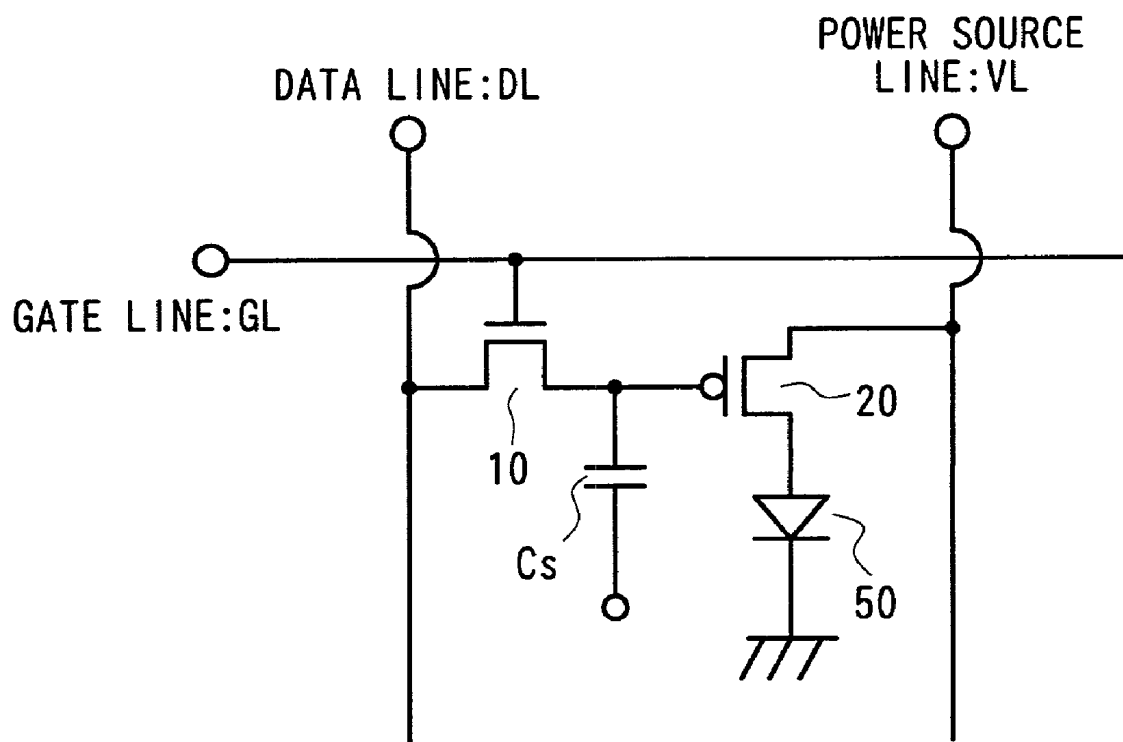 POWER SOURCE
LINE:VL
DATA LINE:DL
GATE LINE:GL
20
10
Cs
50